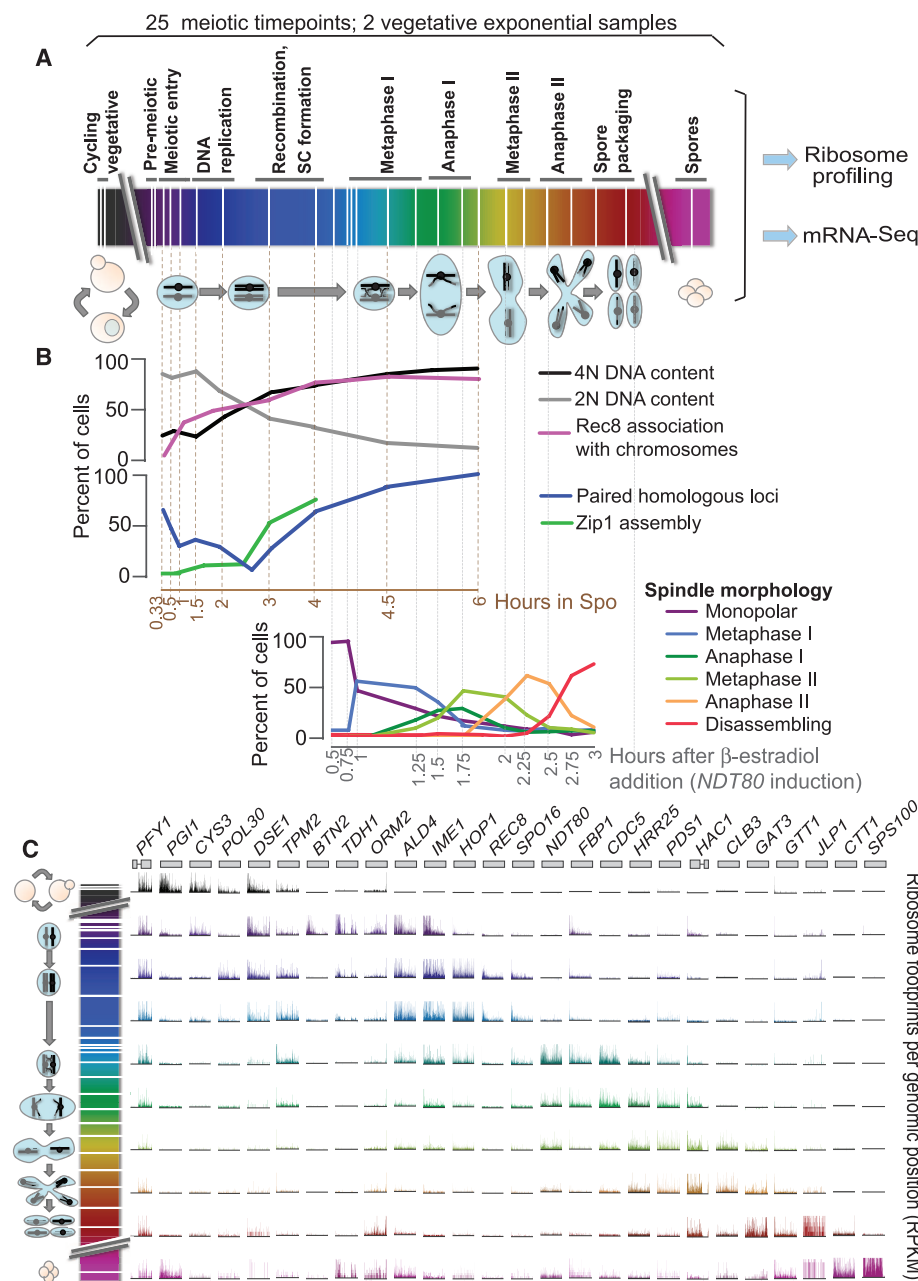 25 meiotic timepoints; 2 vegetative exponential samples
A
Cycling
vegetative
Pre-meiotic
Meiotic entry
DNA
replication
Recombination,
SC formation
Metaphase I
Anaphase I
Metaphase II
Anaphase II
Spore
packaging
Spores
Ribosome
profiling
mRNA-Seq
B
Percent of cells
100
50
0
100
50
0
4N DNA content
2N DNA content
Rec8 association
with chromosomes
Paired homologous loci
Zip1 assembly
0.33
0.5
1
1.5
2
3
4
4.5
6
Hours in Spo
Spindle morphology
Monopolar
Metaphase I
Anaphase I
Metaphase II
Anaphase II
Disassembling
Percent of cells
100
50
0
0.5
0.75
1
1.25
1.5
1.75
2
2.25
2.5
2.75
3
Hours after β-estradiol
addition (NDT80 induction)
C
PFY1
PGI1
CYS3
POL30
DSE1
TPM2
BTN2
TDH1
ORM2
ALD4
IME1
HOP1
REC8
SPO16
NDT80
FBP1
CDC5
HRR25
PDS1
HAC1
CLB3
GAT3
GTT1
JLP1
CTT1
SPS100
Ribosome footprints per genomic position (RPKM)